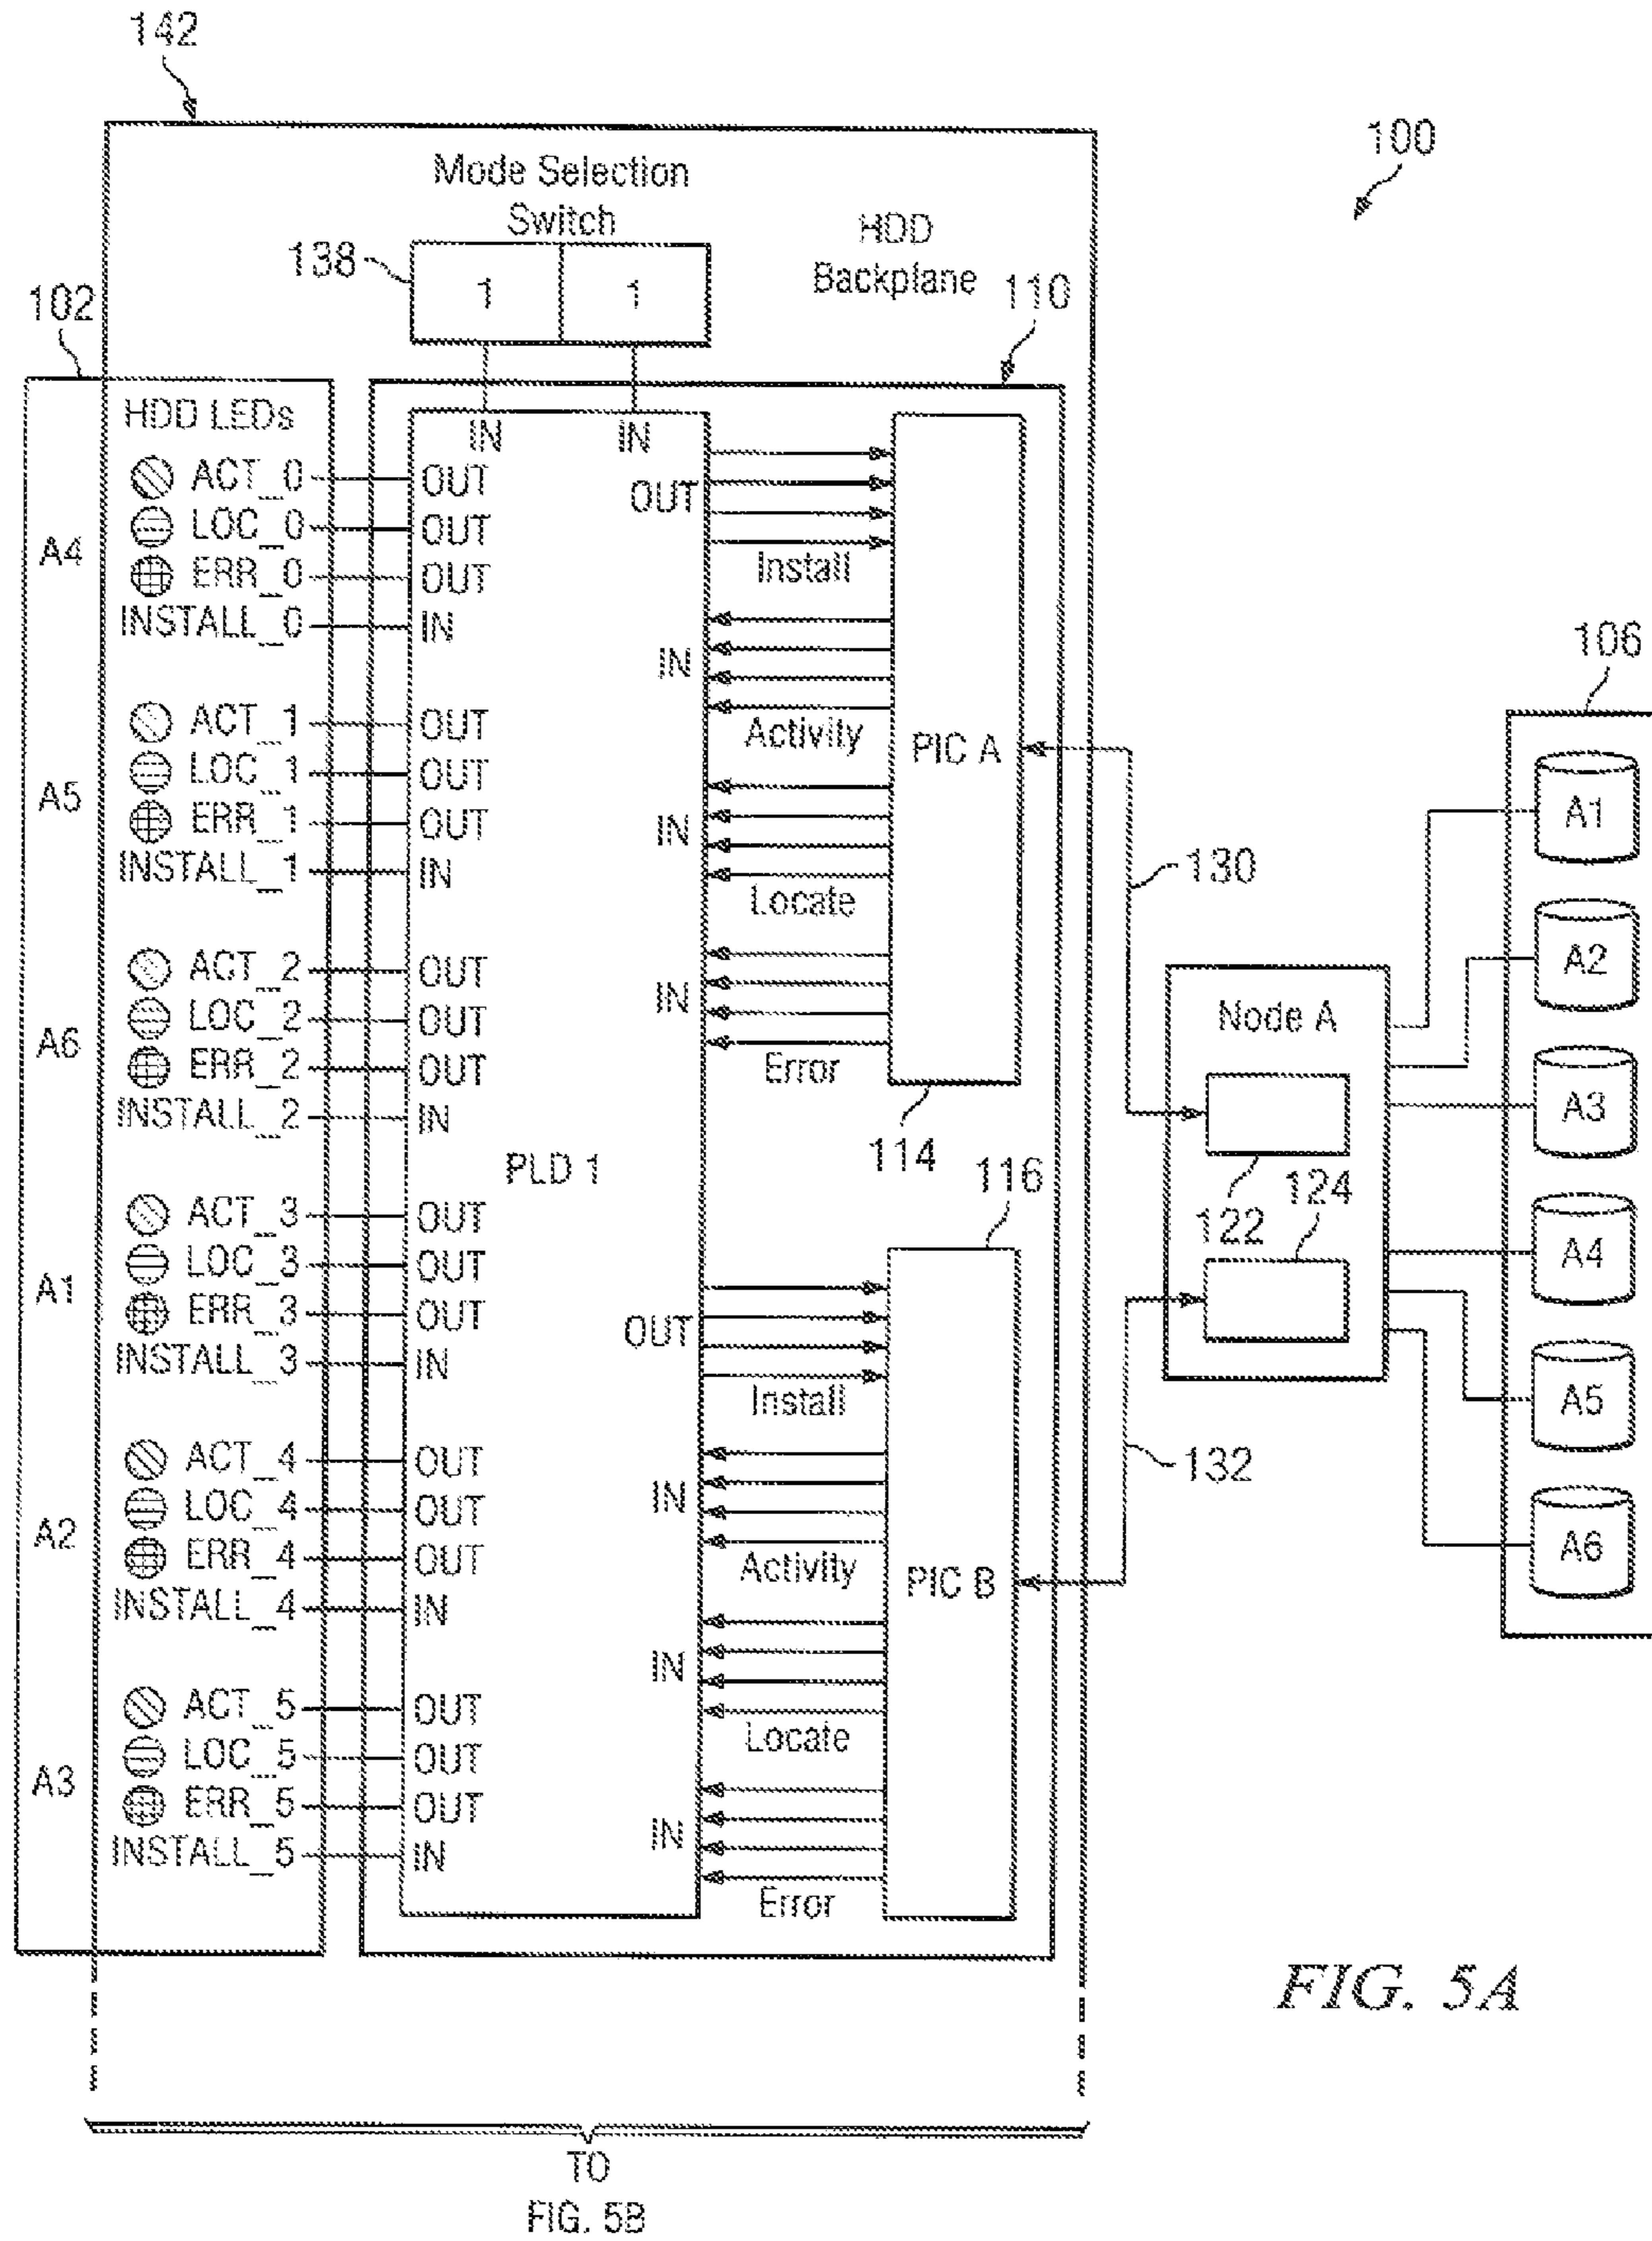 142
100
Mode Selection
Switch
HDD
Backplane
138
1 1
110
102
HDD LEDs
IN IN
A4
ACT_0 OUT
LOC_0 OUT
ERR_0 OUT
INSTALL_0 IN
A5
ACT_1 OUT
LOC_1 OUT
ERR_1 OUT
INSTALL_1 IN
A6
ACT_2 OUT
LOC_2 OUT
ERR_2 OUT
INSTALL_2 IN
A1
ACT_3 OUT
LOC_3 OUT
ERR_3 OUT
INSTALL_3 IN
A2
ACT_4 OUT
LOC_4 OUT
ERR_4 OUT
INSTALL_4 IN
A3
ACT_5 OUT
LOC_5 OUT
ERR_5 OUT
INSTALL_5 IN
PLD 1
OUT
Install
IN
Activity
IN
Locate
IN
Error
PIC A
114
116
OUT
Install
IN
Activity
IN
Locate
IN
Error
PIC B
130
132
Node A
122
124
106
A1
A2
A3
A4
A5
A6
FIG. 5A
TO
FIG. 5B